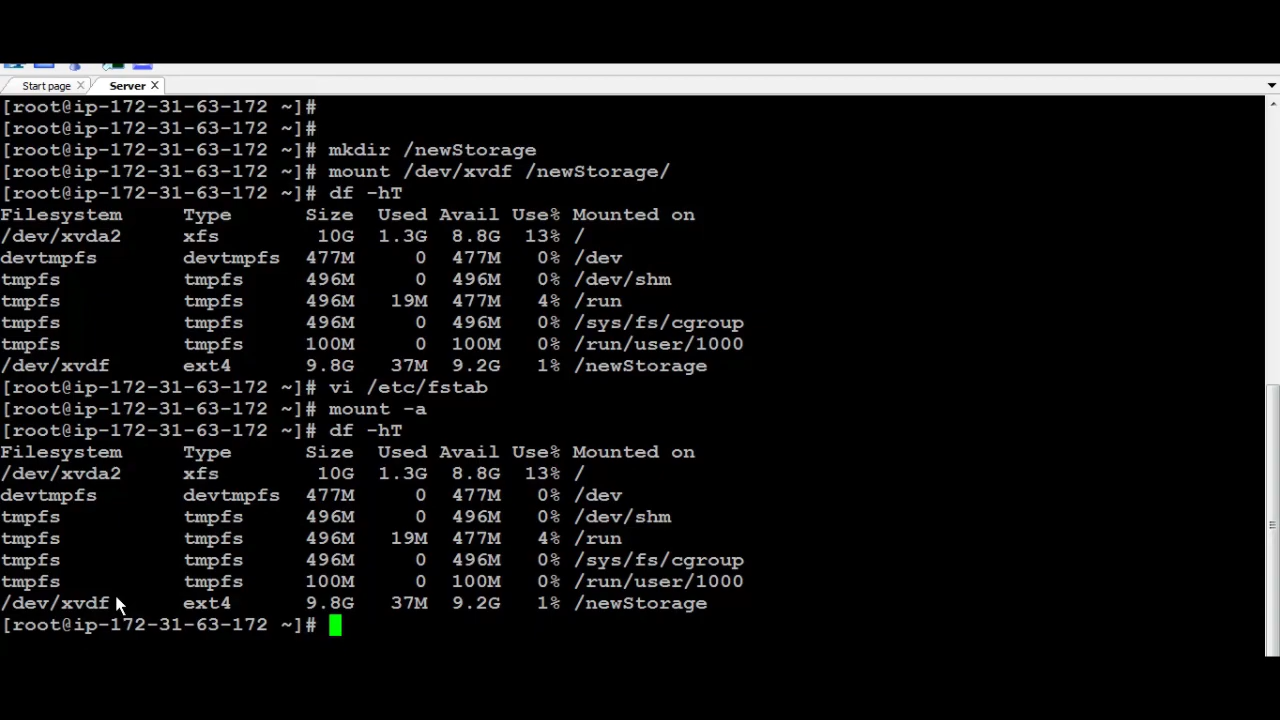 Start page Server
[root@ip-172-31-63-172 ~]#
[root@ip-172-31-63-172 ~]#
[root@ip-172-31-63-172 ~]# mkdir /newStorage
[root@ip-172-31-63-172 ~]# mount /dev/xvdf /newStorage/
[root@ip-172-31-63-172 ~]# df -hT
Filesystem     Type      Size  Used Avail Use% Mounted on
/dev/xvda2     xfs        10G  1.3G  8.8G  13% /
devtmpfs       devtmpfs  477M     0  477M   0% /dev
tmpfs          tmpfs     496M     0  496M   0% /dev/shm
tmpfs          tmpfs     496M   19M  477M   4% /run
tmpfs          tmpfs     496M     0  496M   0% /sys/fs/cgroup
tmpfs          tmpfs     100M     0  100M   0% /run/user/1000
/dev/xvdf      ext4      9.8G   37M  9.2G   1% /newStorage
[root@ip-172-31-63-172 ~]# vi /etc/fstab
[root@ip-172-31-63-172 ~]# mount -a
[root@ip-172-31-63-172 ~]# df -hT
Filesystem     Type      Size  Used Avail Use% Mounted on
/dev/xvda2     xfs        10G  1.3G  8.8G  13% /
devtmpfs       devtmpfs  477M     0  477M   0% /dev
tmpfs          tmpfs     496M     0  496M   0% /dev/shm
tmpfs          tmpfs     496M   19M  477M   4% /run
tmpfs          tmpfs     496M     0  496M   0% /sys/fs/cgroup
tmpfs          tmpfs     100M     0  100M   0% /run/user/1000
/dev/xvdf      ext4      9.8G   37M  9.2G   1% /newStorage
[root@ip-172-31-63-172 ~]#